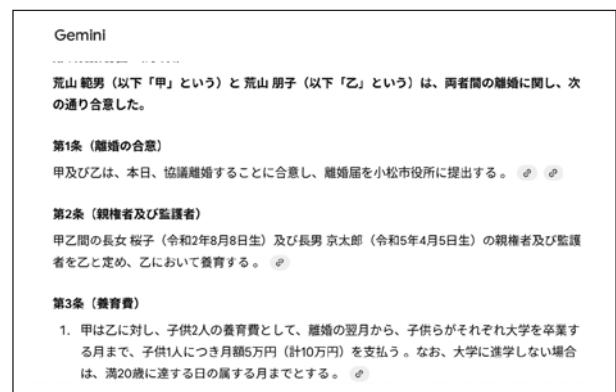 Gemini
荒山 範男（以下「甲」という）と 荒山 朋子（以下「乙」という）は、両者間の離婚に関し、次
の通り合意した。
第1条（離婚の合意）
甲及び乙は、本日、協議離婚することに合意し、離婚届を小松市役所に提出する 。
第2条（親権者及び監護者）
甲乙間の長女 桜子（令和2年8月8日生）及び長男 京太郎（令和5年4月5日生）の親権者及び監護
者を乙と定め、乙において養育する 。
第3条（養育費）
1. 甲は乙に対し、子供2人の養育費として、離婚の翌月から、子供らがそれぞれ大学を卒業す
る月まで、子供1人につき月額5万円（計10万円）を支払う 。なお、大学に進学しない場合
は、満20歳に達する日の属する月までとする 。